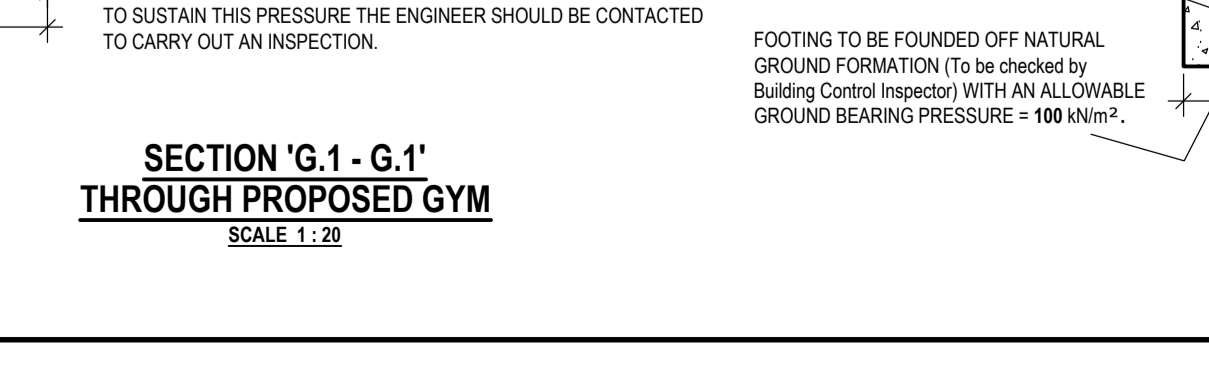 TO SUSTAIN THIS PRESSURE THE ENGINEER SHOULD BE CONTACTED
TO CARRY OUT AN INSPECTION.
FOOTING TO BE FOUNDED OFF NATURAL
GROUND FORMATION (To be checked by
Building Control Inspector) WITH AN ALLOWABLE
GROUND BEARING PRESSURE = 100 kN/m².
SECTION 'G.1 - G.1'
THROUGH PROPOSED GYM
SCALE 1 : 20